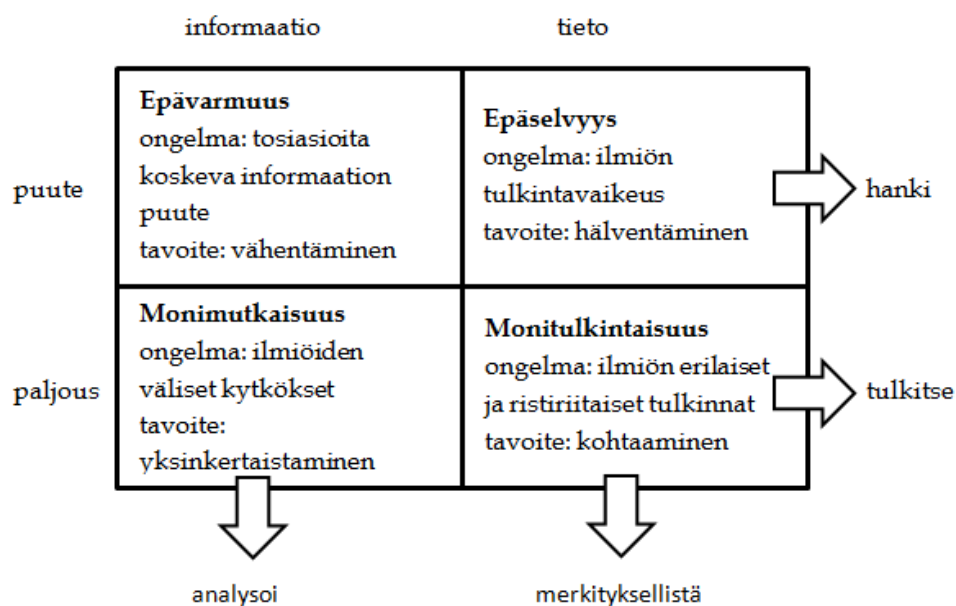 informaatio
tieto
puute
Epävarmuus
ongelma: tosiasioita
koskeva informaation
puute
tavoite: vähentäminen
Epäselvyys
ongelma: ilmiön
tulkintavaikeus
tavoite: hälventäminen
hanki
paljous
Monimutkaisuus
ongelma: ilmiöiden
väliset kytkökset
tavoite:
yksinkertaistaminen
Monitulkintaisuus
ongelma: ilmiön erilaiset
ja ristiriitaiset tulkinnat
tavoite: kohtaaminen
tulkitse
analysoi
merkityksellistä